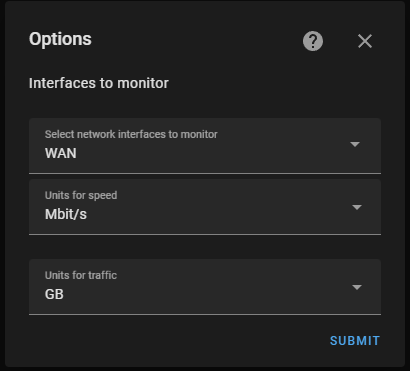 Options
Interfaces to monitor
Select network interfaces to monitor
WAN
Units for speed
Mbit/s
Units for traffic
GB
SUBMIT